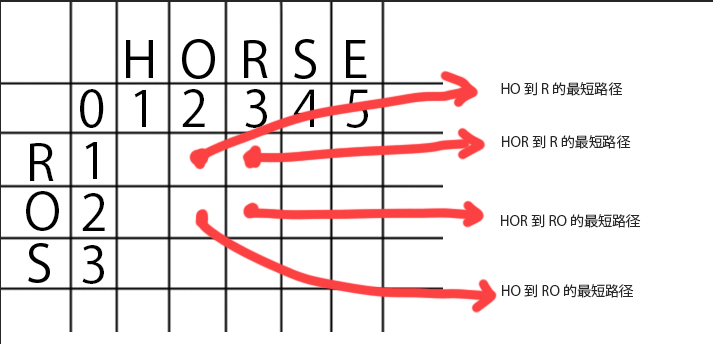 H O R S E
0 1 2 3 4 5
HO 到 R 的最短路径
R 1
HOR 到 R 的最短路径
O 2
HOR 到 RO 的最短路径
S 3
HO 到 RO 的最短路径